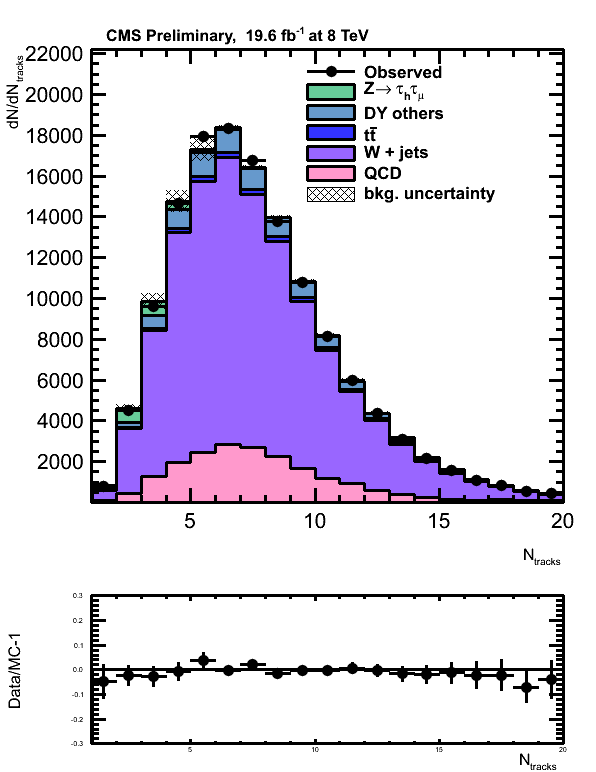 CMS Preliminary, 19.6 fb⁻¹ at 8 TeV
dN/dN_tracks
22000
20000
18000
16000
14000
12000
10000
8000
6000
4000
2000
Observed
Z→ τ_h τ_μ
DY others
tt̄
W + jets
QCD
bkg. uncertainty
5
10
15
20
N_tracks
Data/MC-1
0.3
0.2
0.1
0.0
-0.1
-0.2
-0.3
5
10
15
20
N_tracks